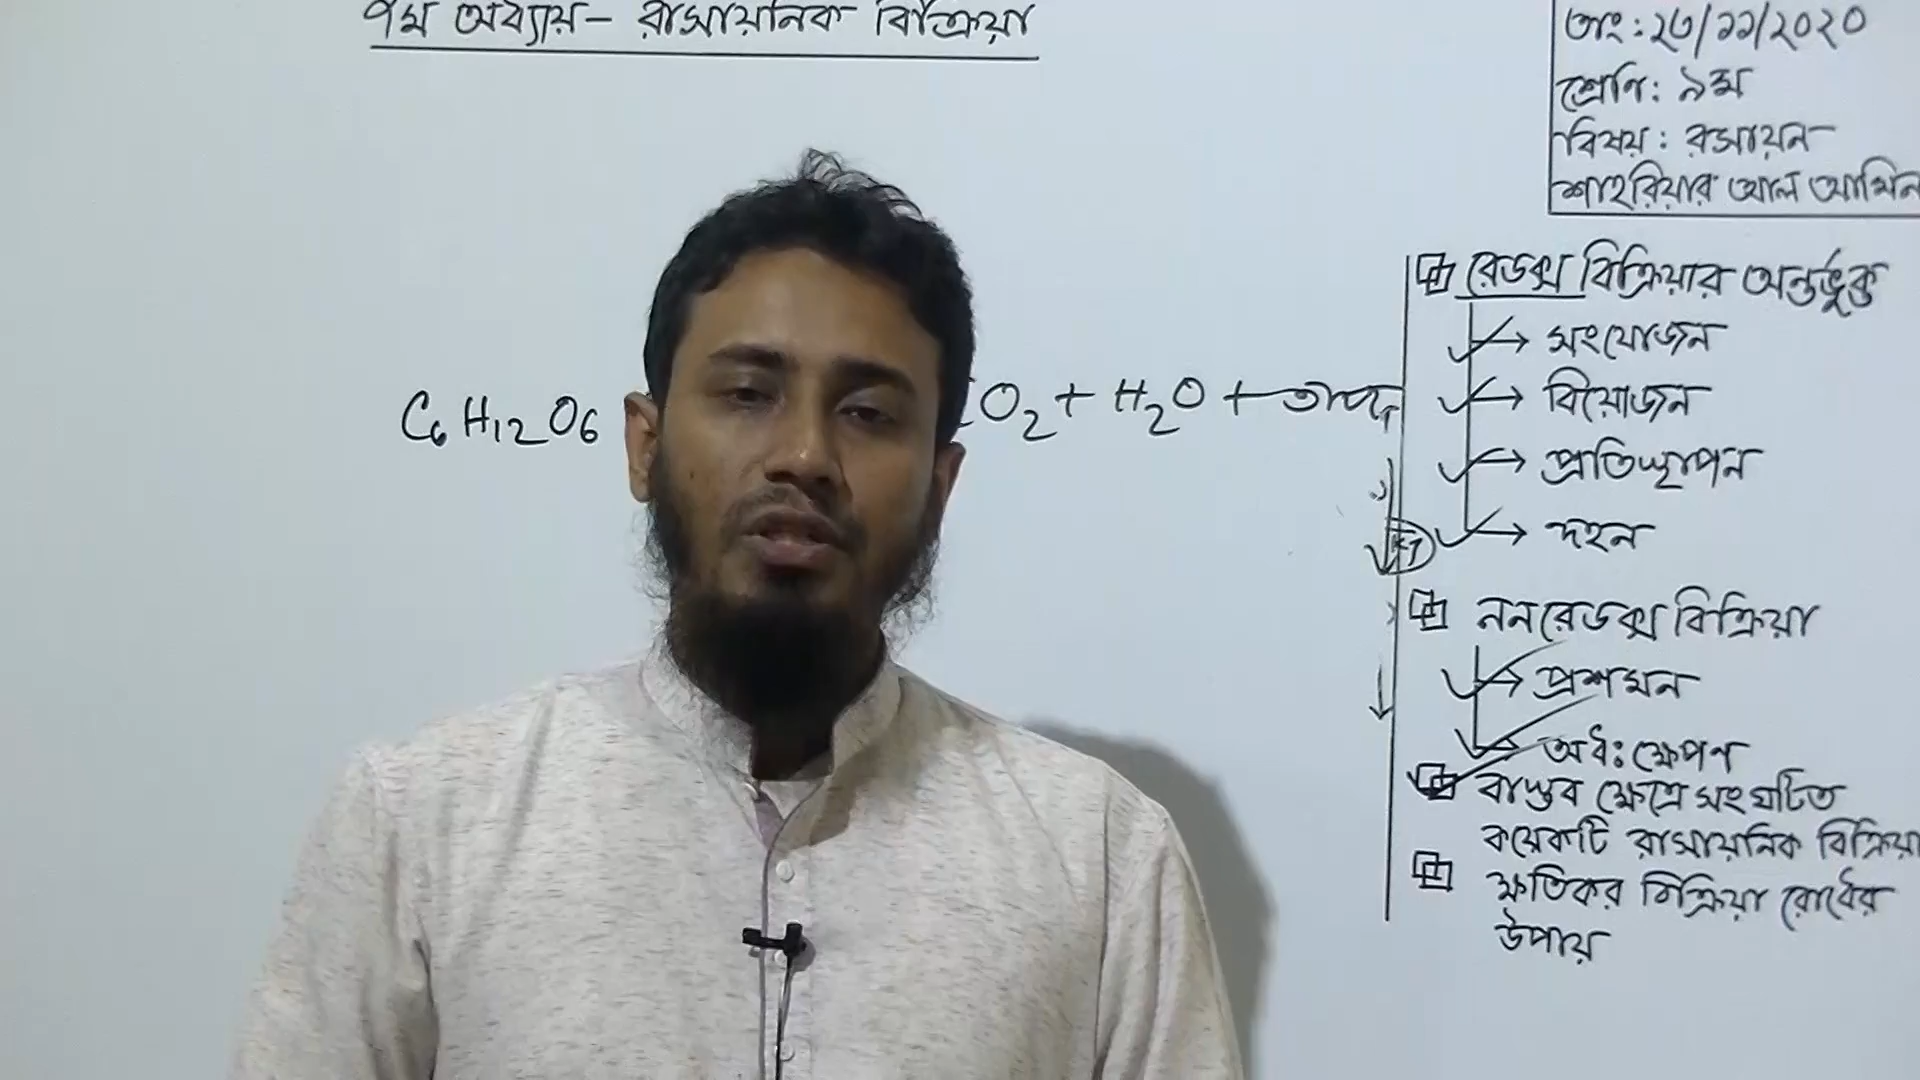 ৭ম অধ্যায় - রাসায়নিক বিক্রিয়া
তাং : ২৩/১১/২০২০
শ্রেণি : ৯ম
বিষয় : রসায়ন
শাহরিয়ার আল আমিন
C6H12O6
O2 + H2O + তাপ
রেডক্স বিক্রিয়ার অন্তর্ভুক্ত
→ সংযোজন
→ বিয়োজন
→ প্রতিস্থাপন
→ দহন
ননরেডক্স বিক্রিয়া
→ প্রশমন
→ অধঃক্ষেপণ
বাস্তব ক্ষেত্রে সংঘটিত
কয়েকটি রাসায়নিক বিক্রিয়া
ক্ষতিকর বিক্রিয়া রোধের
উপায়